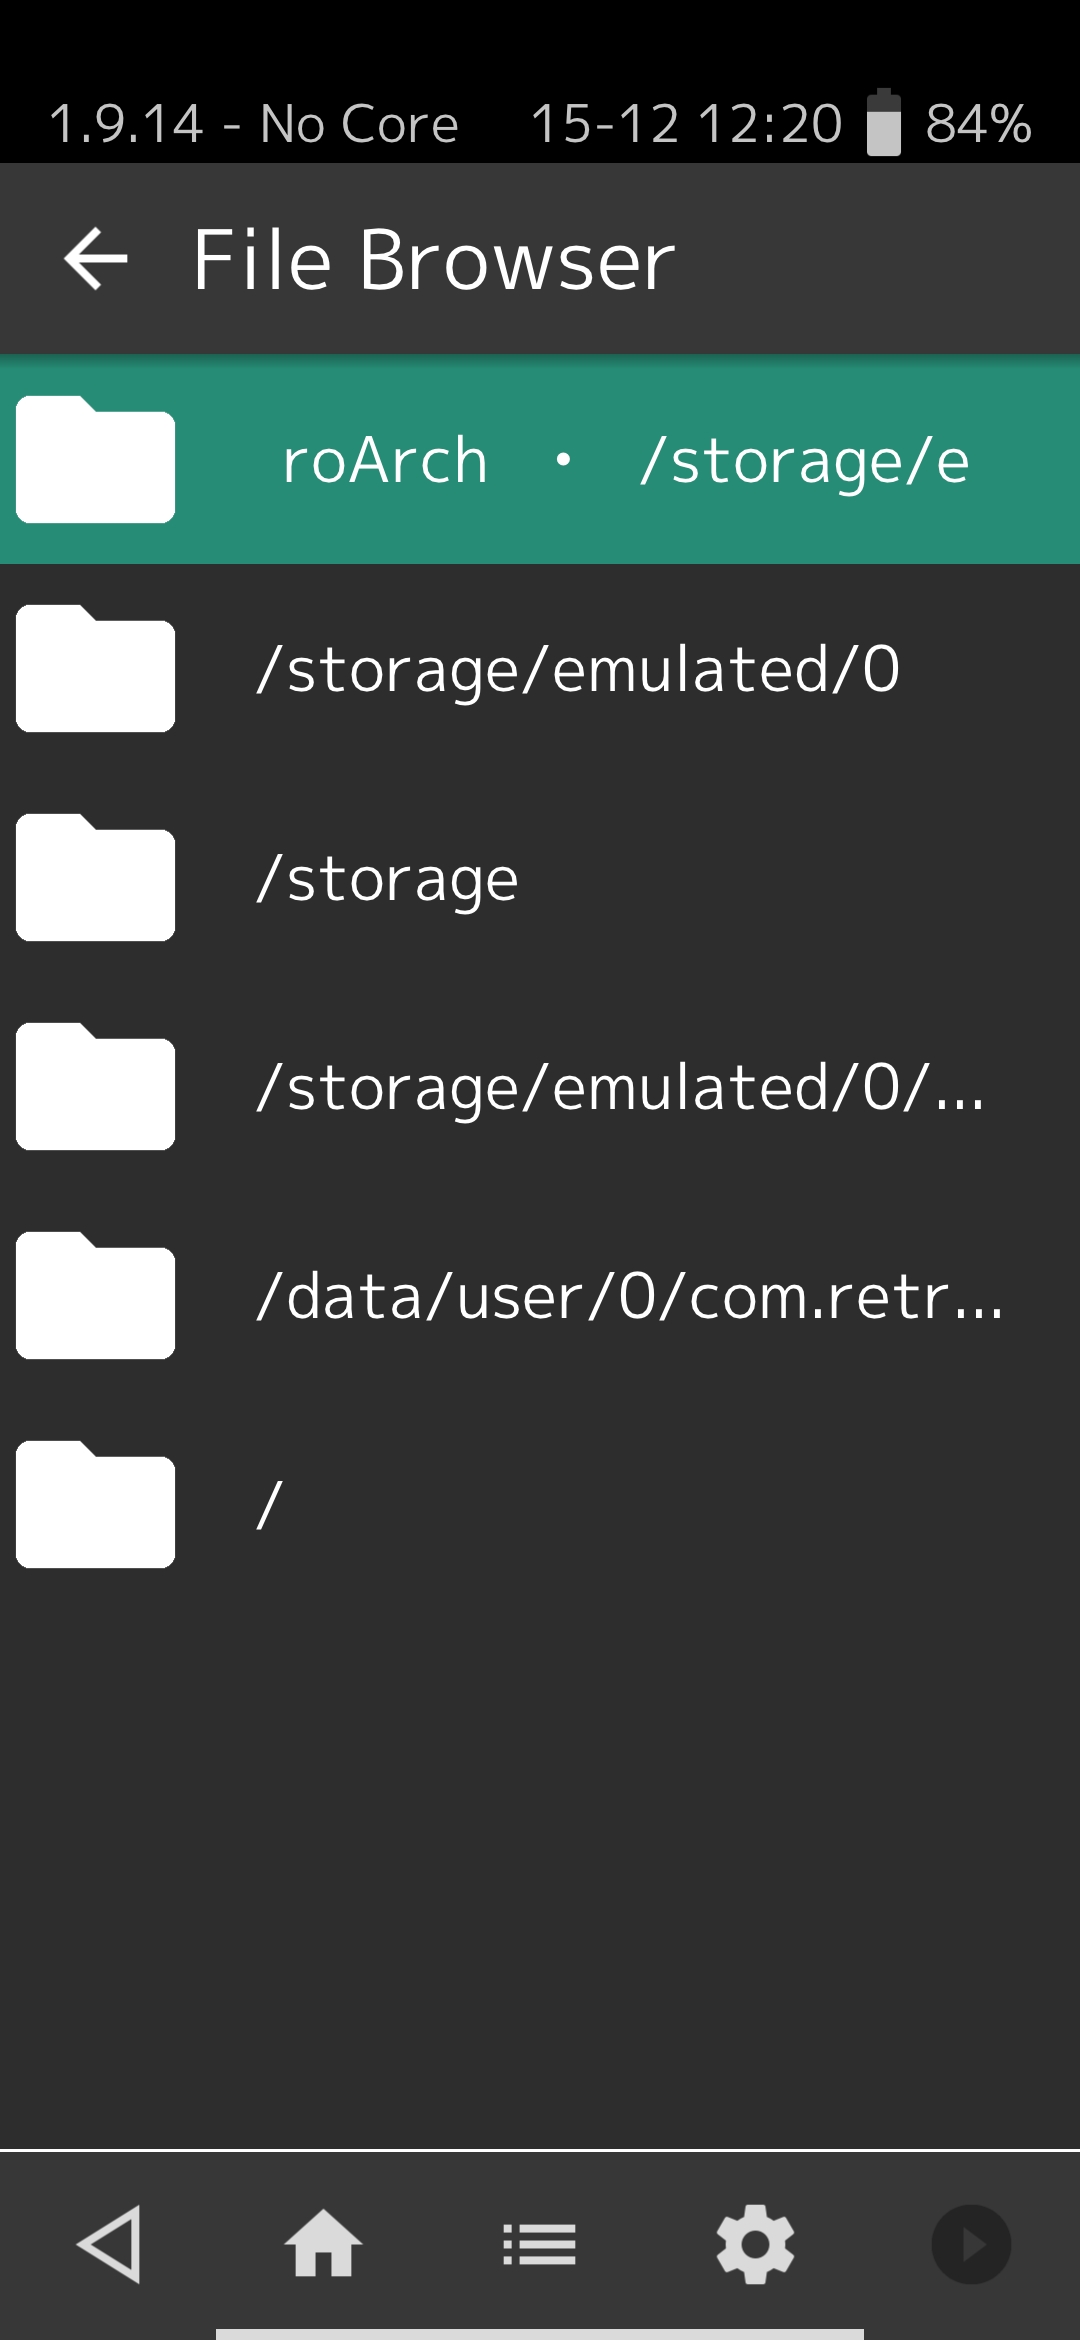 1.9.14 - No Core 15-12 12:20 84%
File Browser
roArch • /storage/e
/storage/emulated/0
/storage
/storage/emulated/0/...
/data/user/0/com.retr...
/